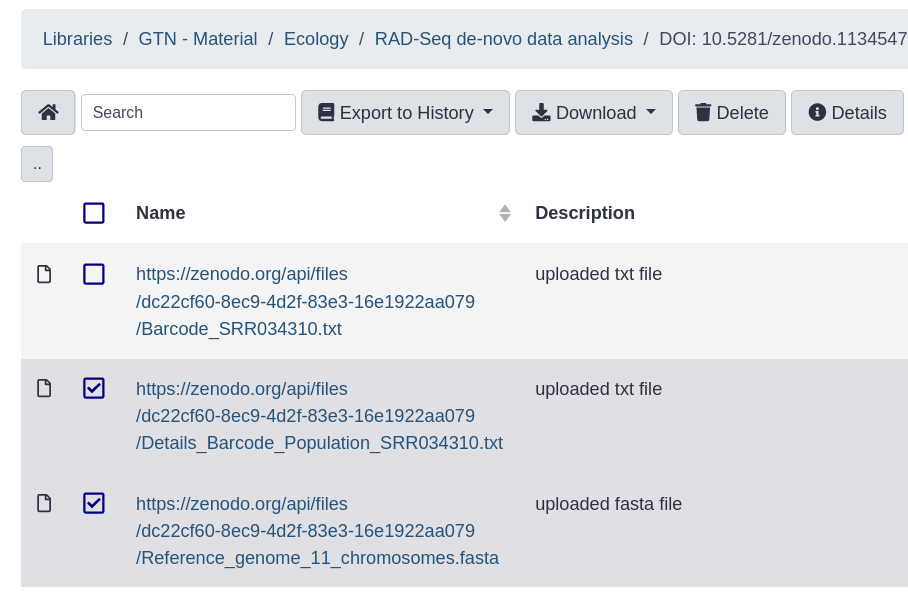 Libraries / GTN - Material / Ecology / RAD-Seq de-novo data analysis / DOI: 10.5281/zenodo.1134547
Search Export to History Download Delete Details
..
Name Description
https://zenodo.org/api/files uploaded txt file
/dc22cf60-8ec9-4d2f-83e3-16e1922aa079
/Barcode_SRR034310.txt
https://zenodo.org/api/files uploaded txt file
/dc22cf60-8ec9-4d2f-83e3-16e1922aa079
/Details_Barcode_Population_SRR034310.txt
https://zenodo.org/api/files uploaded fasta file
/dc22cf60-8ec9-4d2f-83e3-16e1922aa079
/Reference_genome_11_chromosomes.fasta